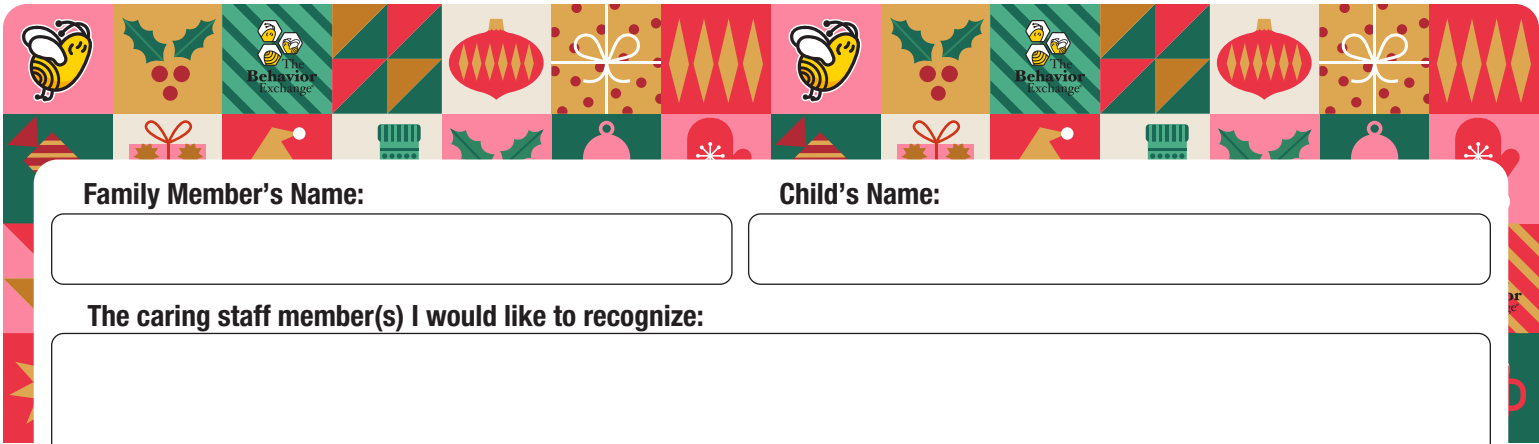 The
Behavior
Exchange
The
Behavior
Exchange
Family Member's Name:
Child's Name:
The caring staff member(s) I would like to recognize: